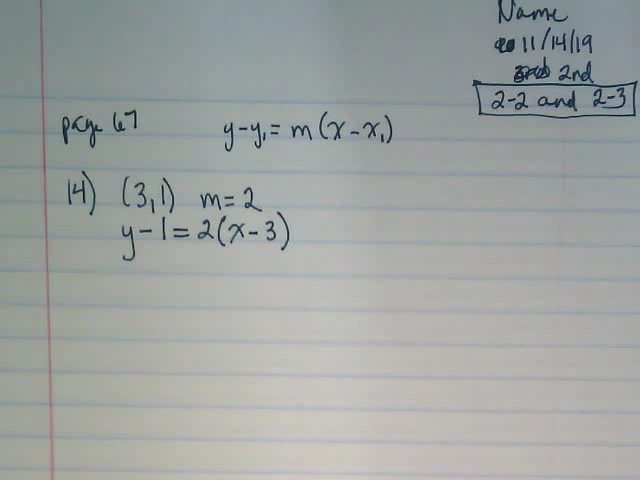 Name
11/14/19
2nd
2-2 and 2-3
page 67 y-y₁=m(x-x₁)
14) (3,1) m=2
y-1=2(x-3)